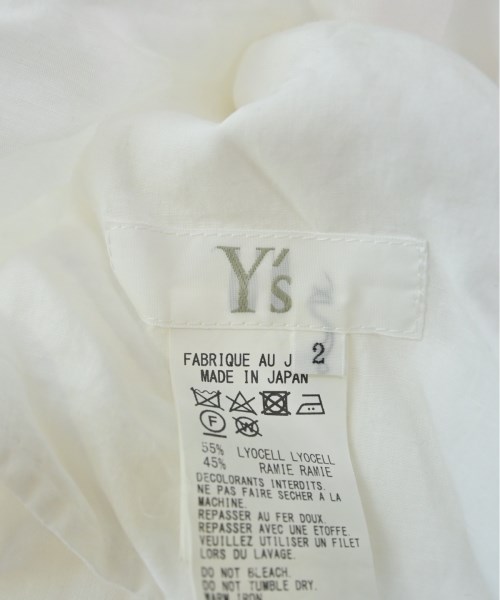 Y's
2
FABRIQUE AU J
MADE IN JAPAN
F
W
55% LYOCELL LYOCELL
45% RAMIE RAMIE
DECOLORANTS INTERDITS.
NE PAS FAIRE SECHER A LA
MACHINE.
REPASSER AU FER DOUX.
REPASSER AVEC UNE ETOFFE.
VEUILLEZ UTILISER UN FILET
LORS DU LAVAGE.
DO NOT BLEACH.
DO NOT TUMBLE DRY.
WARM IRON.